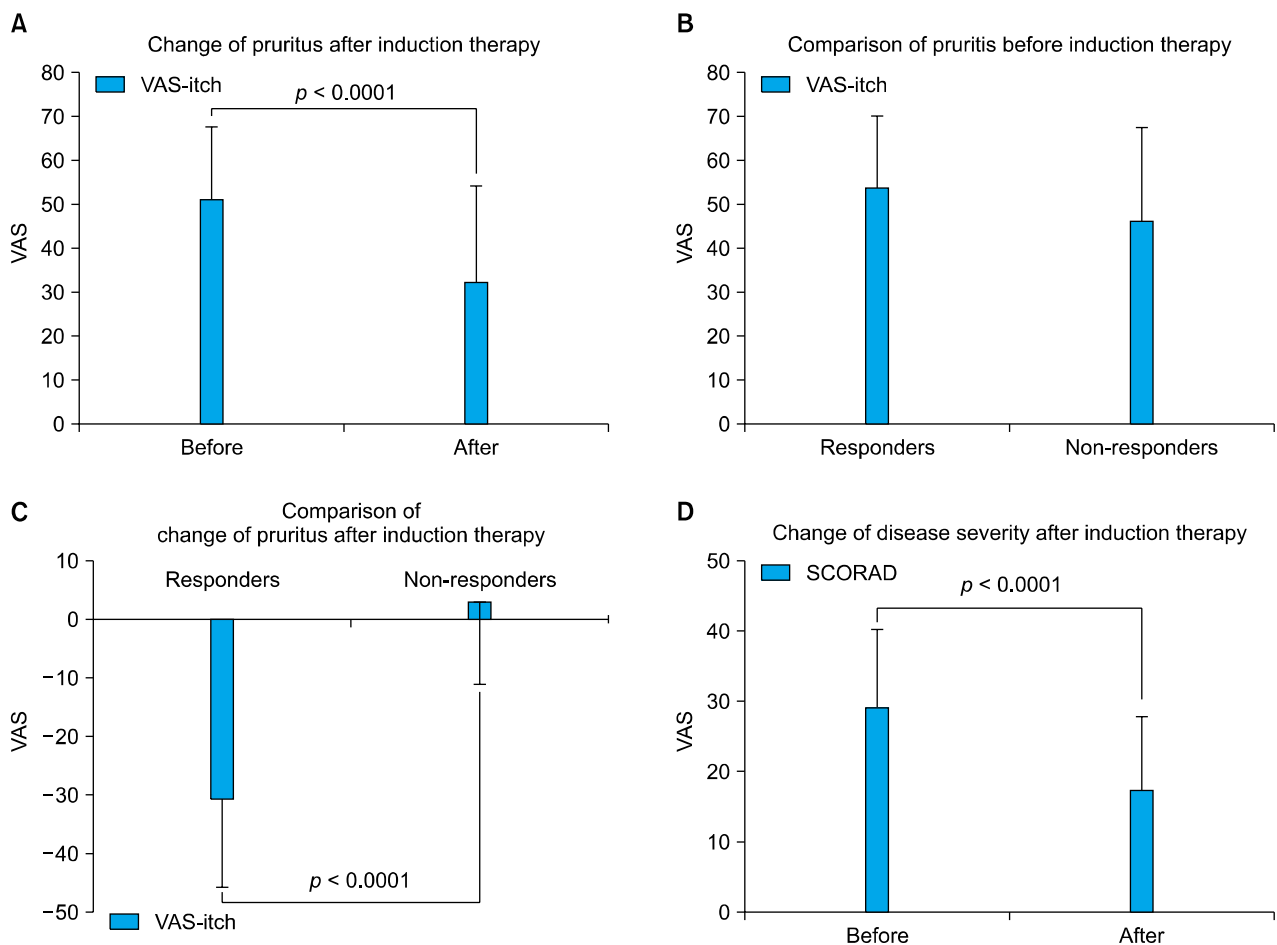 A
Change of pruritus after induction therapy
VAS-itch
p < 0.0001
80
70
60
50
40
30
20
10
0
VAS
Before
After
B
Comparison of pruritis before induction therapy
VAS-itch
80
70
60
50
40
30
20
10
0
VAS
Responders
Non-responders
C
Comparison of
change of pruritus after induction therapy
Responders
Non-responders
10
0
−10
−20
−30
−40
−50
VAS
p < 0.0001
VAS-itch
D
Change of disease severity after induction therapy
SCORAD
p < 0.0001
50
40
30
20
10
0
VAS
Before
After